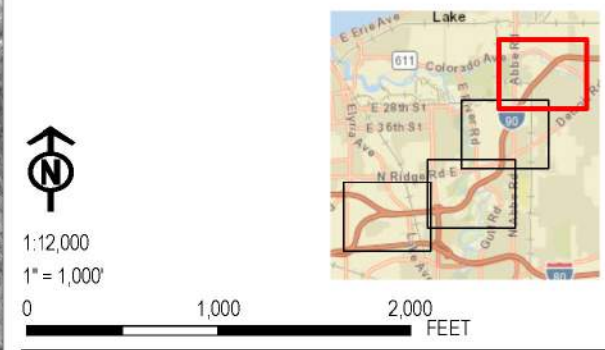 Lake
E Erie Ave
611
Colorado Ave
Abbe Rd
E 28th St
E River Rd
90
Detroit Rd
Elyria Ave
E 36th St
N Ridge Rd E
Gulf Rd
N Abbe Rd
Lake Ave
80
N
1:12,000
1" = 1,000'
0 1,000 2,000
FEET